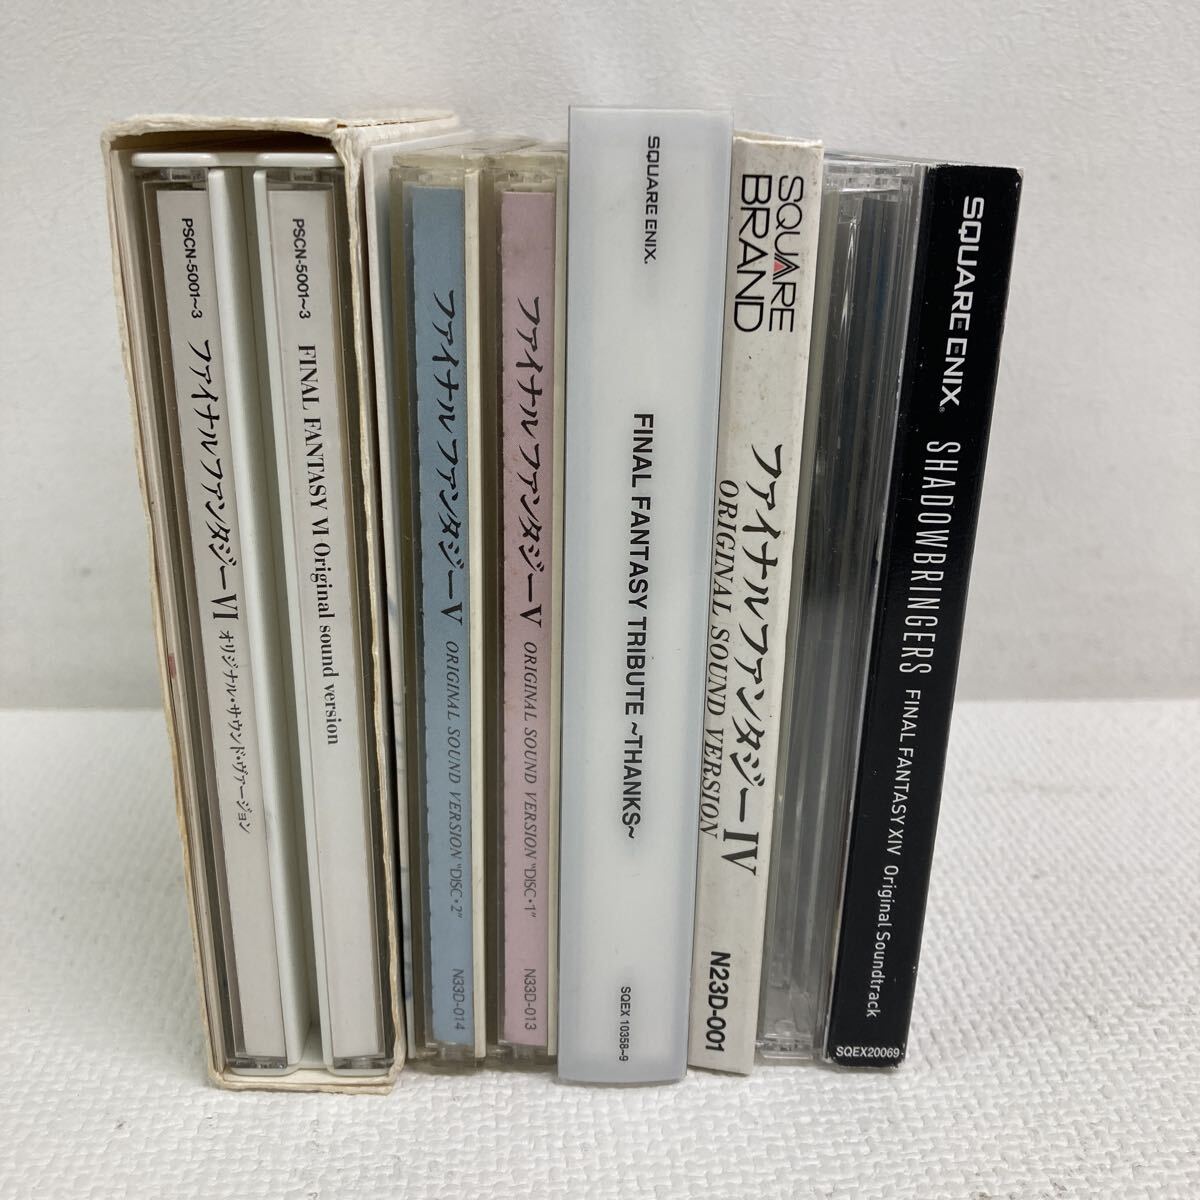 PSCN-5001~3
ファイナルファンタジーVI オリジナル・サウンド・ヴァージョン
PSCN-5001~3
FINAL FANTASY VI Original sound version
ファイナルファンタジーV ORIGINAL SOUND VERSION "DISC・2"
N33D-014
ファイナルファンタジーV ORIGINAL SOUND VERSION "DISC・1"
N33D-013
SQUARE ENIX.
FINAL FANTASY TRIBUTE ~THANKS~
SQEX 10358~9
SQUARE
BRAND
ファイナルファンタジーIV
ORIGINAL SOUND VERSION
N23D-001
SQUARE ENIX®
SHADOWBRINGERS FINAL FANTASY XIV Original Soundtrack
SQEX20069